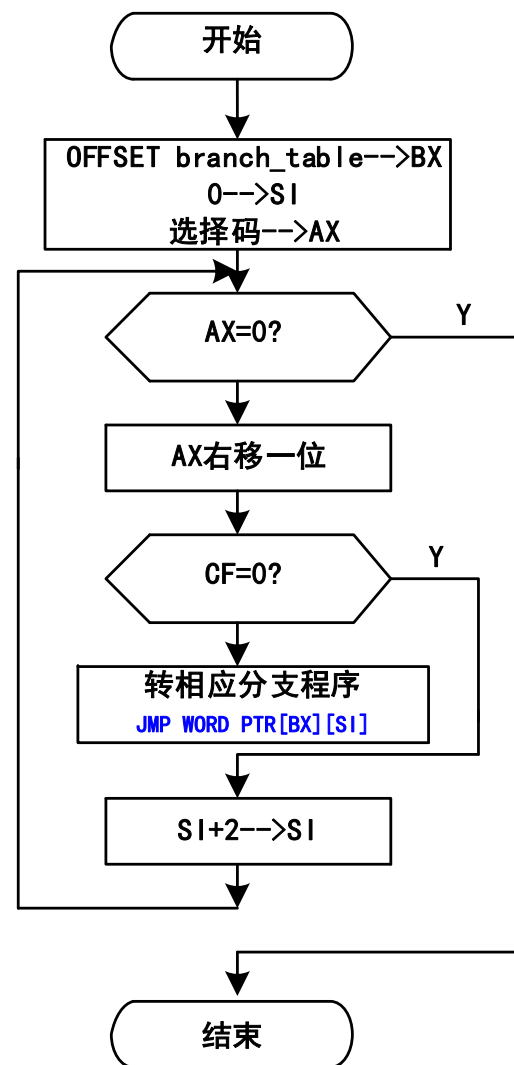 开始
OFFSET branch_table-->BX
0-->SI
选择码-->AX
AX=0?
Y
AX右移一位
CF=0?
Y
转相应分支程序
JMP WORD PTR[BX][SI]
SI+2-->SI
结束